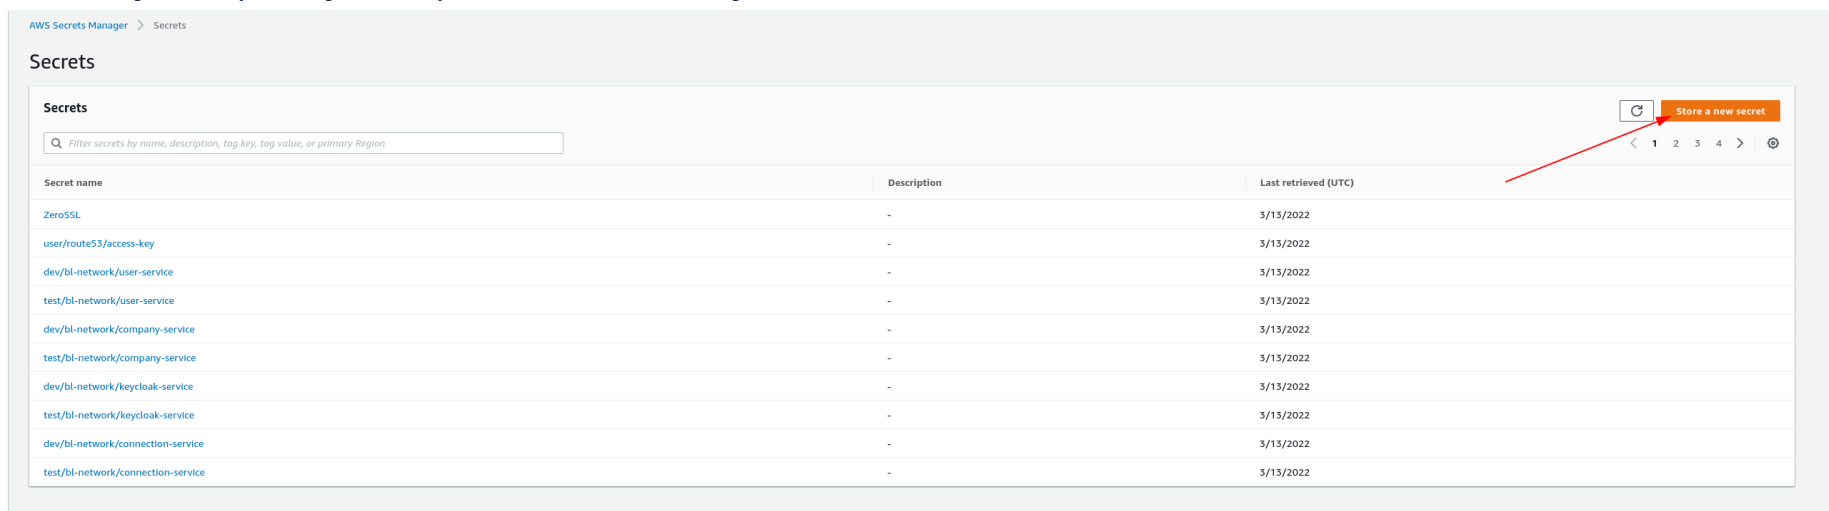 AWS Secrets Manager > Secrets
Secrets
Secrets
Store a new secret
Filter secrets by name, description, tag key, tag value, or primary Region
< 1 2 3 4 >
Secret name Description Last retrieved (UTC)
ZeroSSL - 3/13/2022
user/route53/access-key - 3/13/2022
dev/bl-network/user-service - 3/13/2022
test/bl-network/user-service - 3/13/2022
dev/bl-network/company-service - 3/13/2022
test/bl-network/company-service - 3/13/2022
dev/bl-network/keycloak-service - 3/13/2022
test/bl-network/keycloak-service - 3/13/2022
dev/bl-network/connection-service - 3/13/2022
test/bl-network/connection-service - 3/13/2022